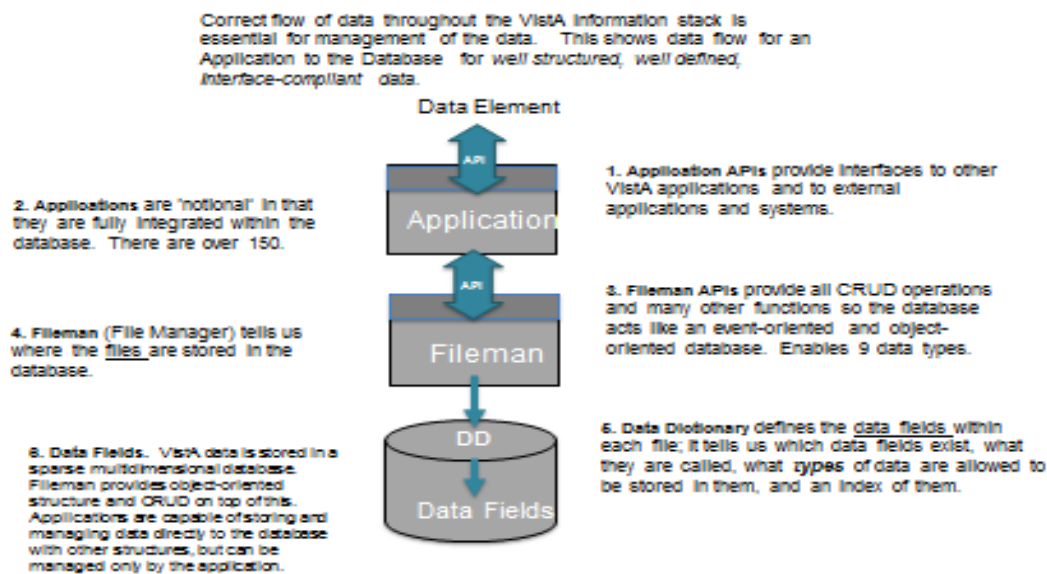 Correct flow of data throughout the VistA Information stack is
essential for management of the data. This shows data flow for an
Application to the Database for well structured, well defined,
Interface-compliant data.
Data Element
API
1. Application APIs provide interfaces to other
VistA applications and to external
applications and systems.
2. Applications are 'notional' in that
they are fully integrated within the
database. There are over 150.
Application
API
3. Fileman APIs provide all CRUD operations
and many other functions so the database
acts like an event-oriented and object-
oriented database. Enables 9 data types.
4. Fileman (File Manager) tells us
where the files are stored in the
database.
Fileman
5. Data Dictionary defines the data fields within
each file; it tells us which data fields exist, what
they are called, what types of data are allowed to
be stored in them, and an index of them.
DD
Data Fields
6. Data Fields. VistA data is stored in a
sparse multidimensional database.
Fileman provides object-oriented
structure and CRUD on top of this.
Applications are capable of storing and
managing data directly to the database
with other structures, but can be
managed only by the application.